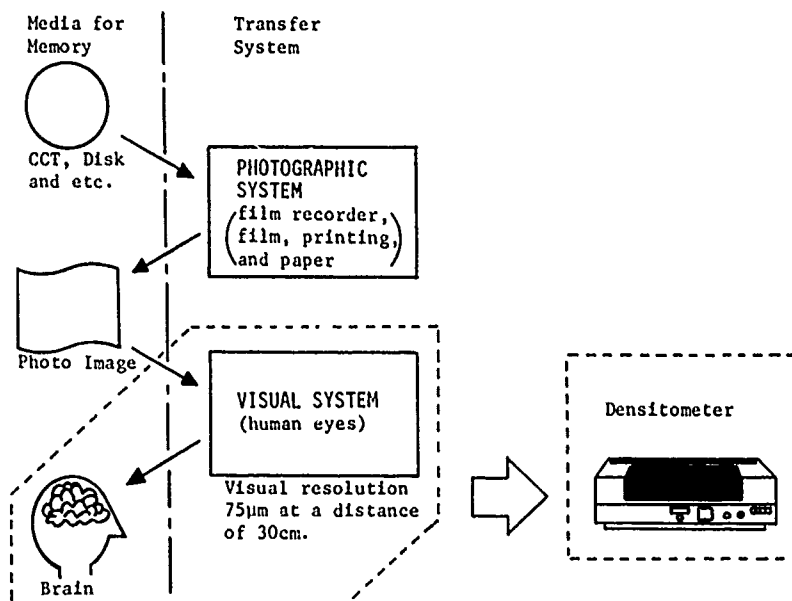 Media for
Memory
Transfer
System
CCT, Disk
and etc.
PHOTOGRAPHIC
SYSTEM
film recorder,
film, printing,
and paper
Photo Image
VISUAL SYSTEM
(human eyes)
Visual resolution
75μm at a distance
of 30cm.
Brain
Densitometer